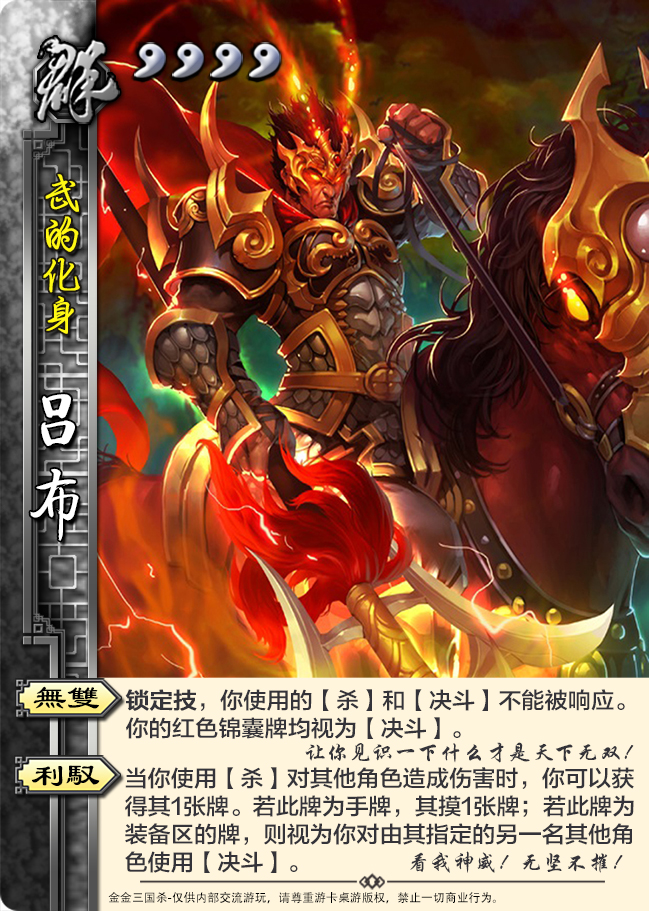 群
武的化身
吕布
無雙
锁定技，你使用的【杀】和【决斗】不能被响应。
你的红色锦囊牌均视为【决斗】。
让你见识一下什么才是天下无双！
利馭
当你使用【杀】对其他角色造成伤害时，你可以获
得其1张牌。若此牌为手牌，其摸1张牌；若此牌为
装备区的牌，则视为你对由其指定的另一名其他角
色使用【决斗】。
看我神威！无坚不摧！
金金三国杀-仅供内部交流游玩，请尊重游卡桌游版权，禁止一切商业行为。